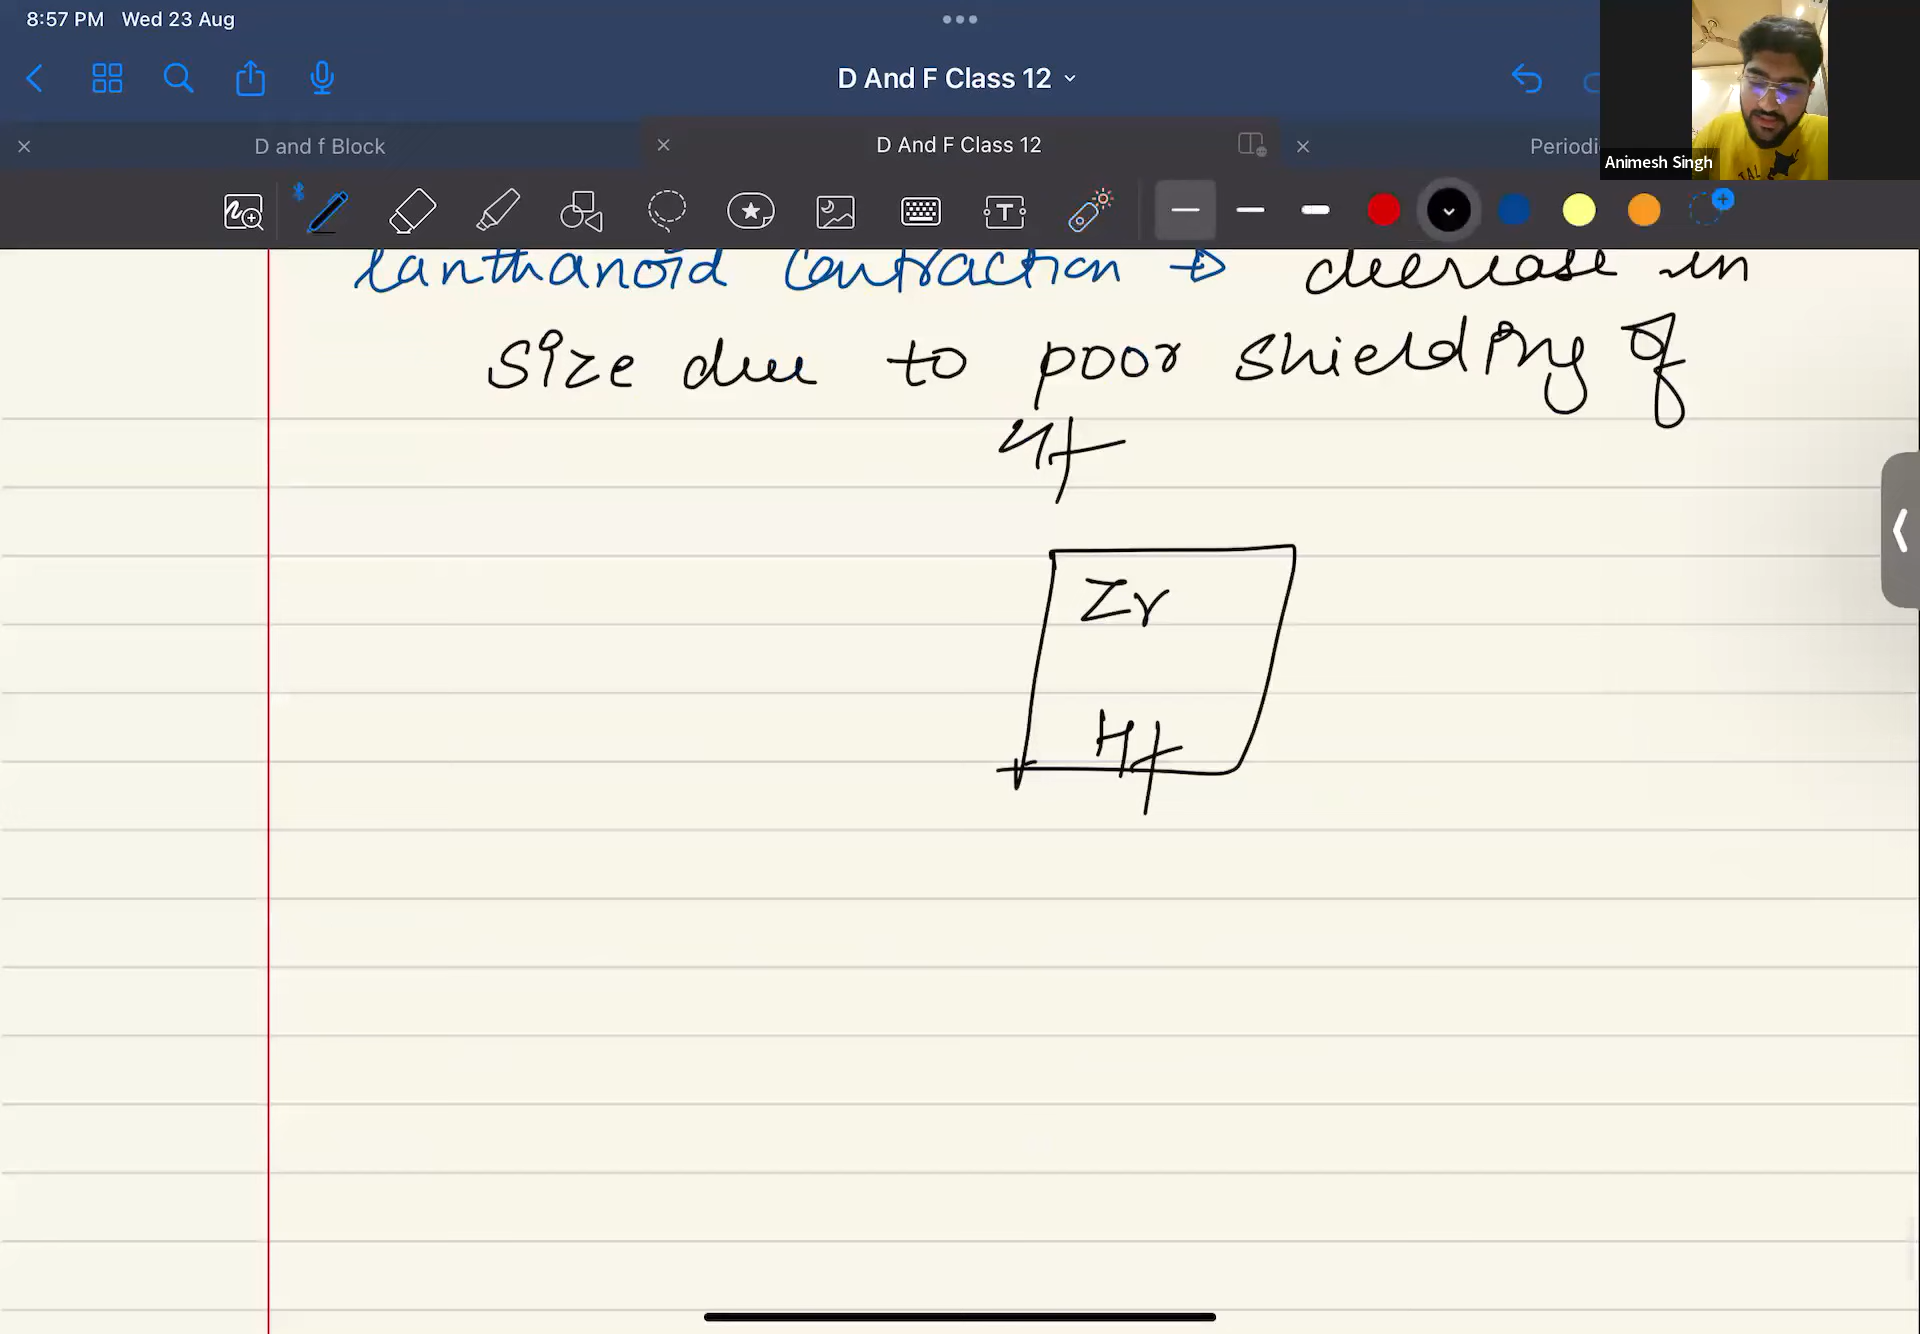 8:57 PM Wed 23 Aug
D And F Class 12
D and f Block
D And F Class 12
Periodi
Animesh Singh
T
TAL
lanthanoid Contraction → decrease in
size due to poor shielding of
4f
Zr
Hf